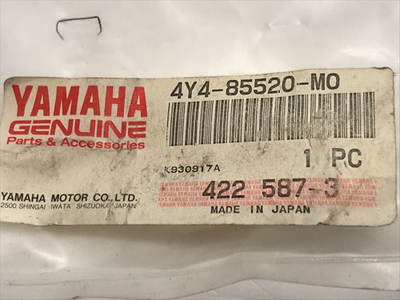 4Y4-85520-M0
YAMAHA
GENUINE
Parts & Accessories
K930917A
1 PC
422 587-3
YAMAHA MOTOR CO.,LTD.
2500 SHINGAI IWATA SHIZUOKA JAPAN
MADE IN JAPAN